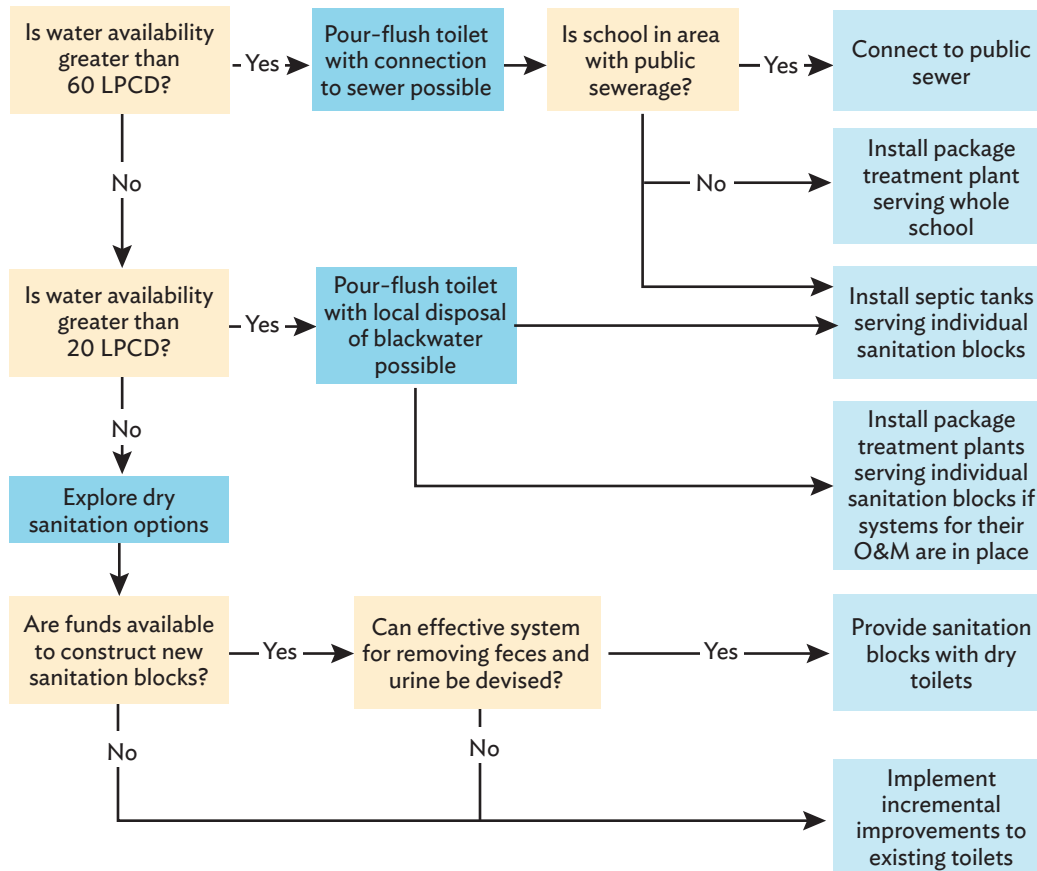 Is water availability
greater than
60 LPCD?
Yes
Pour-flush toilet
with connection
to sewer possible
Is school in area
with public
sewerage?
Yes
Connect to public
sewer
No
No
Install package
treatment plant
serving whole
school
Is water availability
greater than
20 LPCD?
Yes
Pour-flush toilet
with local disposal
of blackwater
possible
Install septic tanks
serving individual
sanitation blocks
No
Install package
treatment plants
serving individual
sanitation blocks if
systems for their
O&M are in place
Explore dry
sanitation options
Are funds available
to construct new
sanitation blocks?
Yes
Can effective system
for removing feces and
urine be devised?
Yes
Provide sanitation
blocks with dry
toilets
No
No
Implement
incremental
improvements to
existing toilets